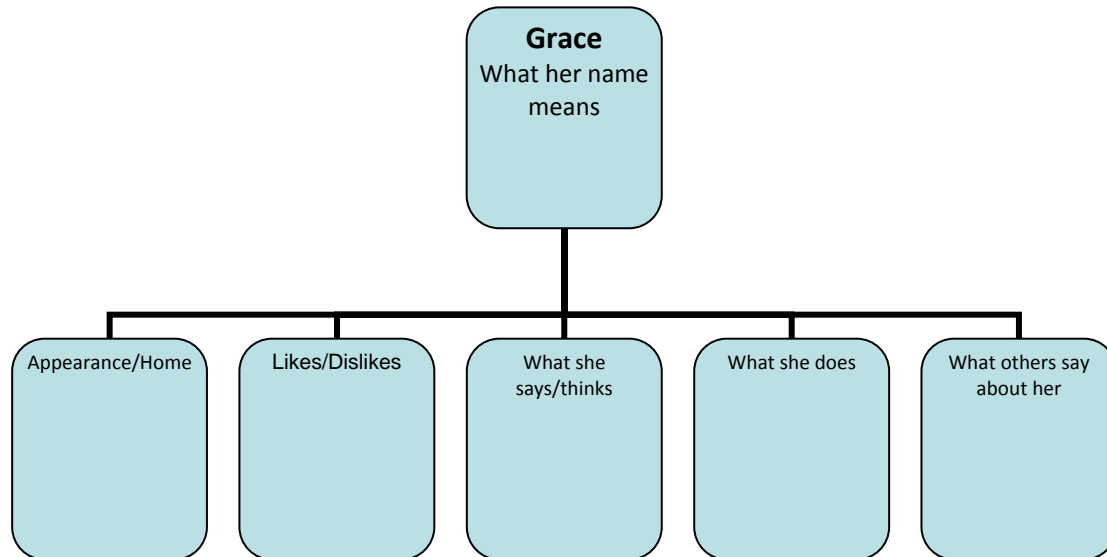 Grace
What her name
means
Appearance/Home
Likes/Dislikes
What she
says/thinks
What she does
What others say
about her